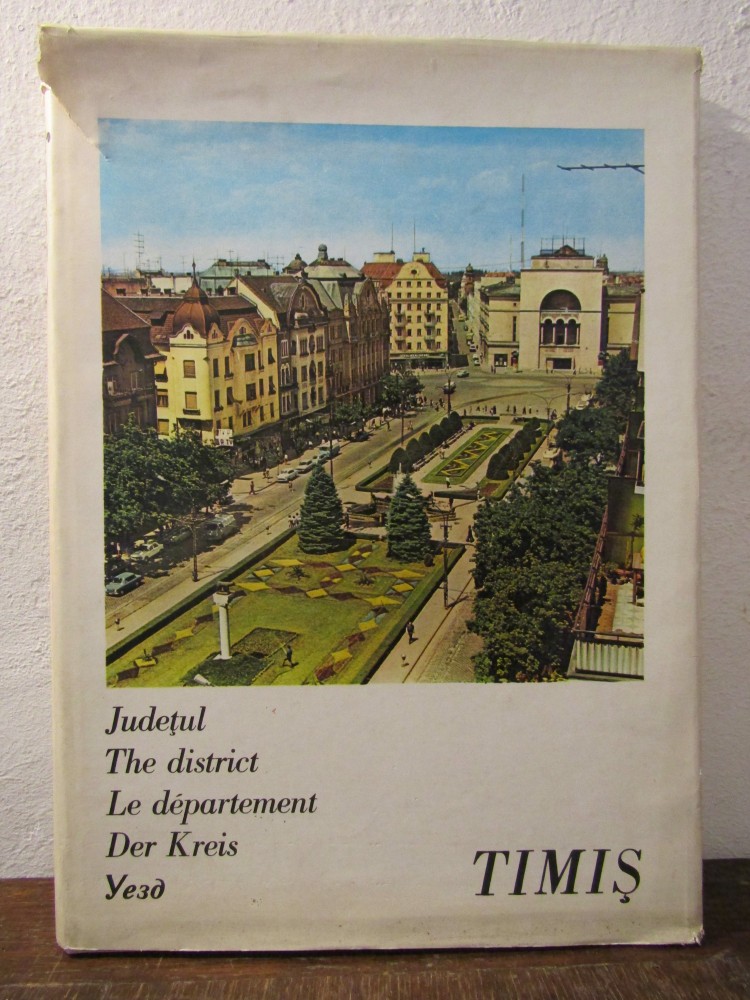 Judeţul
The district
Le département
Der Kreis
Уезд
TIMIŞ